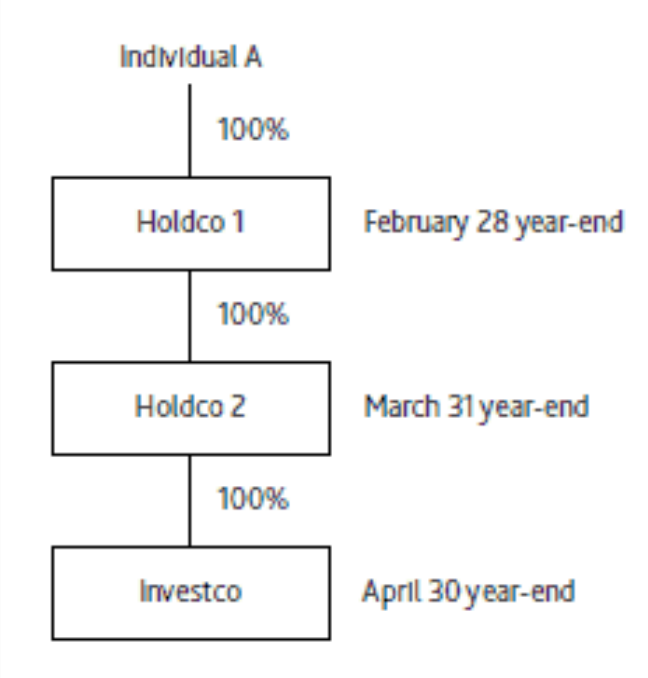 Individual A
100%
Holdco 1
February 28 year-end
100%
Holdco 2
March 31 year-end
100%
Investco
April 30 year-end